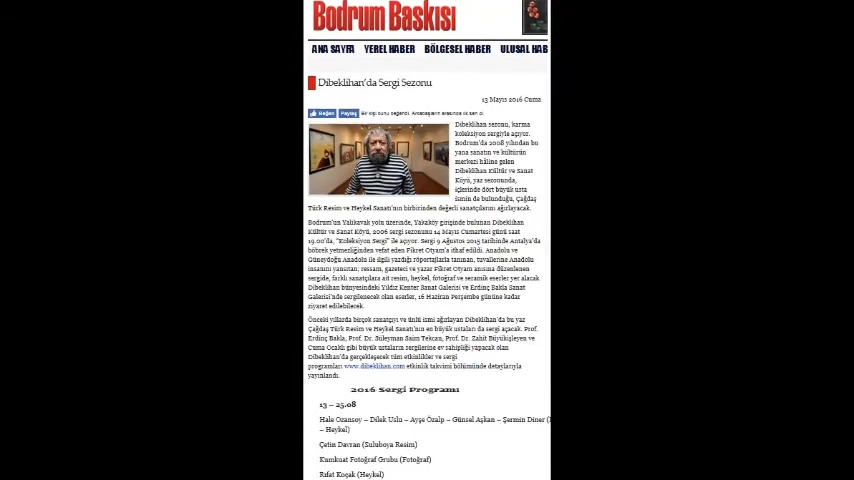 Bodrum Baskısı
ANA SAYFA YEREL HABER BÖLGESEL HABER ULUSAL HAB
Dibeklihan'da Sergi Sezonu
13 Mayıs 2016 Cuma
Beğen Paylaş kişi bunu beğendi. Arkadaşların arasında ilk sen ol
Dibeklihan sezonu, karma
koleksiyon sergiyle açıyor.
Bodrum'da 2008 yılından bu
yana sanatın ve kültürün
merkezi hâline gelen
Dibeklihan Kültür ve Sanat
Köyü, yaz sezonunda,
içlerinde dört büyük usta
ismin de bulunduğu, Çağdaş
Türk Resim ve Heykel Sanatı'nın birbirinden değerli sanatçılarını ağırlayacak.
Bodrum'un Yalıkavak yolu üzerinde, Yakaköy girişinde bulunan Dibeklihan
Kültür ve Sanat Köyü, 2006 sergi sezonunu 14 Mayıs Cumartesi günü saat
19.00'da, "Koleksiyon Sergi" ile açıyor. Sergi 9 Ağustos 2015 tarihinde Antalya'da
böbrek yetmezliğinden vefat eden Fikret Otyam'a ithaf edildi. Anadolu ve
Güneydoğu Anadolu ile ilgili yazdığı röportajlarla tanınan, tuvallerine Anadolu
insanını yansıtan; ressam, gazeteci ve yazar Fikret Otyam anısına düzenlenen
sergide, farklı sanatçılara ait resim, heykel, fotoğraf ve seramik eserler yer alacak.
Dibeklihan bünyesindeki Yıldız Kenter Sanat Galerisi ve Erdinç Bakla Sanat
Galerisi'nde sergilenecek olan eserler, 16 Haziran Perşembe gününe kadar
ziyaret edilebilecek.
Önceki yıllarda birçok sanatçıyı ve ünlü ismi ağırlayan Dibeklihan'da bu yaz
Çağdaş Türk Resim ve Heykel Sanatı'nın en büyük ustaları da sergi açacak. Prof.
Erdinç Bakla, Prof. Dr. Süleyman Saim Tekcan, Prof. Dr. Zahit Büyükişleyen ve
Cuma Ocaklı gibi büyük ustaların sergilerine ev sahipliği yapacak olan
Dibeklihan'da gerçekleşecek tüm etkinlikler ve sergi
programları www.dibeklihan.com etkinlik takvimi bölümünde detaylarıyla
yayınlandı.
2016 Sergi Programı
13 – 25.08
Hale Ozansoy – Dilek Uslu – Ayşe Özalp – Günsel Aşkan – Şermin Diner
– Heykel)
Çetin Davran (Suluboya Resim)
Kumkuat Fotoğraf Grubu (Fotoğraf)
Rıfat Koçak (Heykel)